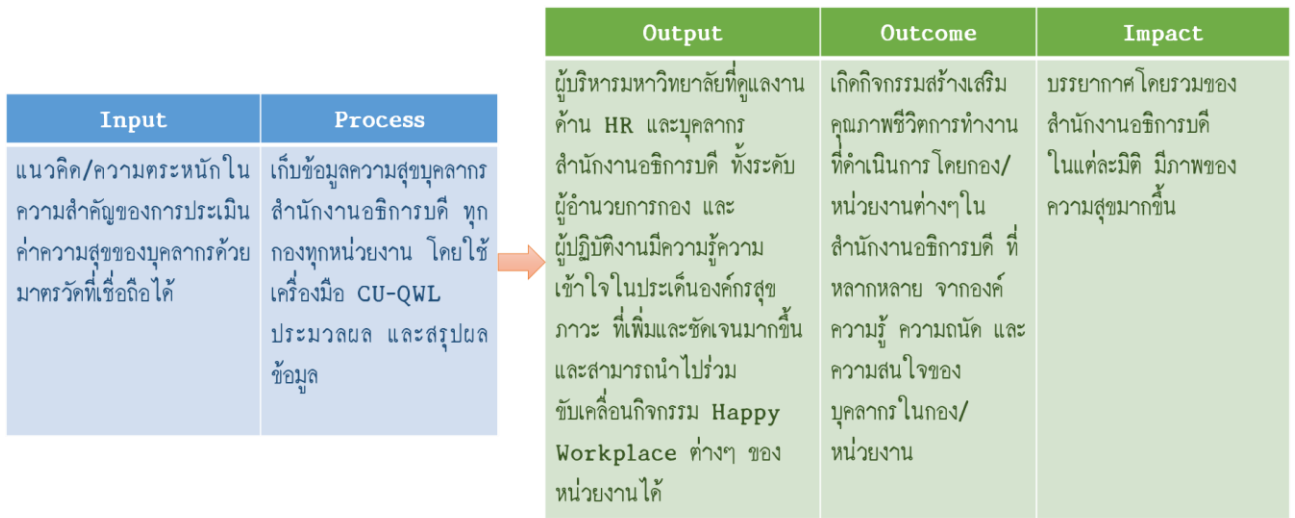 Input
Process
แนวคิด/ความตระหนักใน
ความสำคัญของการประเมิน
ค่าความสุขของบุคลากรด้วย
มาตรวัดที่เชื่อถือได้
เก็บข้อมูลความสุขบุคลากร
สำนักงานอธิการบดี ทุก
กองทุกหน่วยงาน โดยใช้
เครื่องมือ CU-QWL
ประมวลผล และสรุปผล
ข้อมูล
Output
Outcome
Impact
ผู้บริหารมหาวิทยาลัยที่ดูแลงาน
ด้าน HR และบุคลากร
สำนักงานอธิการบดี ทั้งระดับ
ผู้อำนวยการกอง และ
ผู้ปฏิบัติงานมีความรู้ความ
เข้าใจในประเด็นองค์กรสุข
ภาวะ ที่เพิ่มและชัดเจนมากขึ้น
และสามารถนำไปร่วม
ขับเคลื่อนกิจกรรม Happy
Workplace ต่างๆ ของ
หน่วยงานได้
เกิดกิจกรรมสร้างเสริม
คุณภาพชีวิตการทำงาน
ที่ดำเนินการโดยกอง/
หน่วยงานต่างๆใน
สำนักงานอธิการบดี ที่
หลากหลาย จากองค์
ความรู้ ความถนัด และ
ความสนใจของ
บุคลากรในกอง/
หน่วยงาน
บรรยากาศโดยรวมของ
สำนักงานอธิการบดี
ในแต่ละมิติ มีภาพของ
ความสุขมากขึ้น